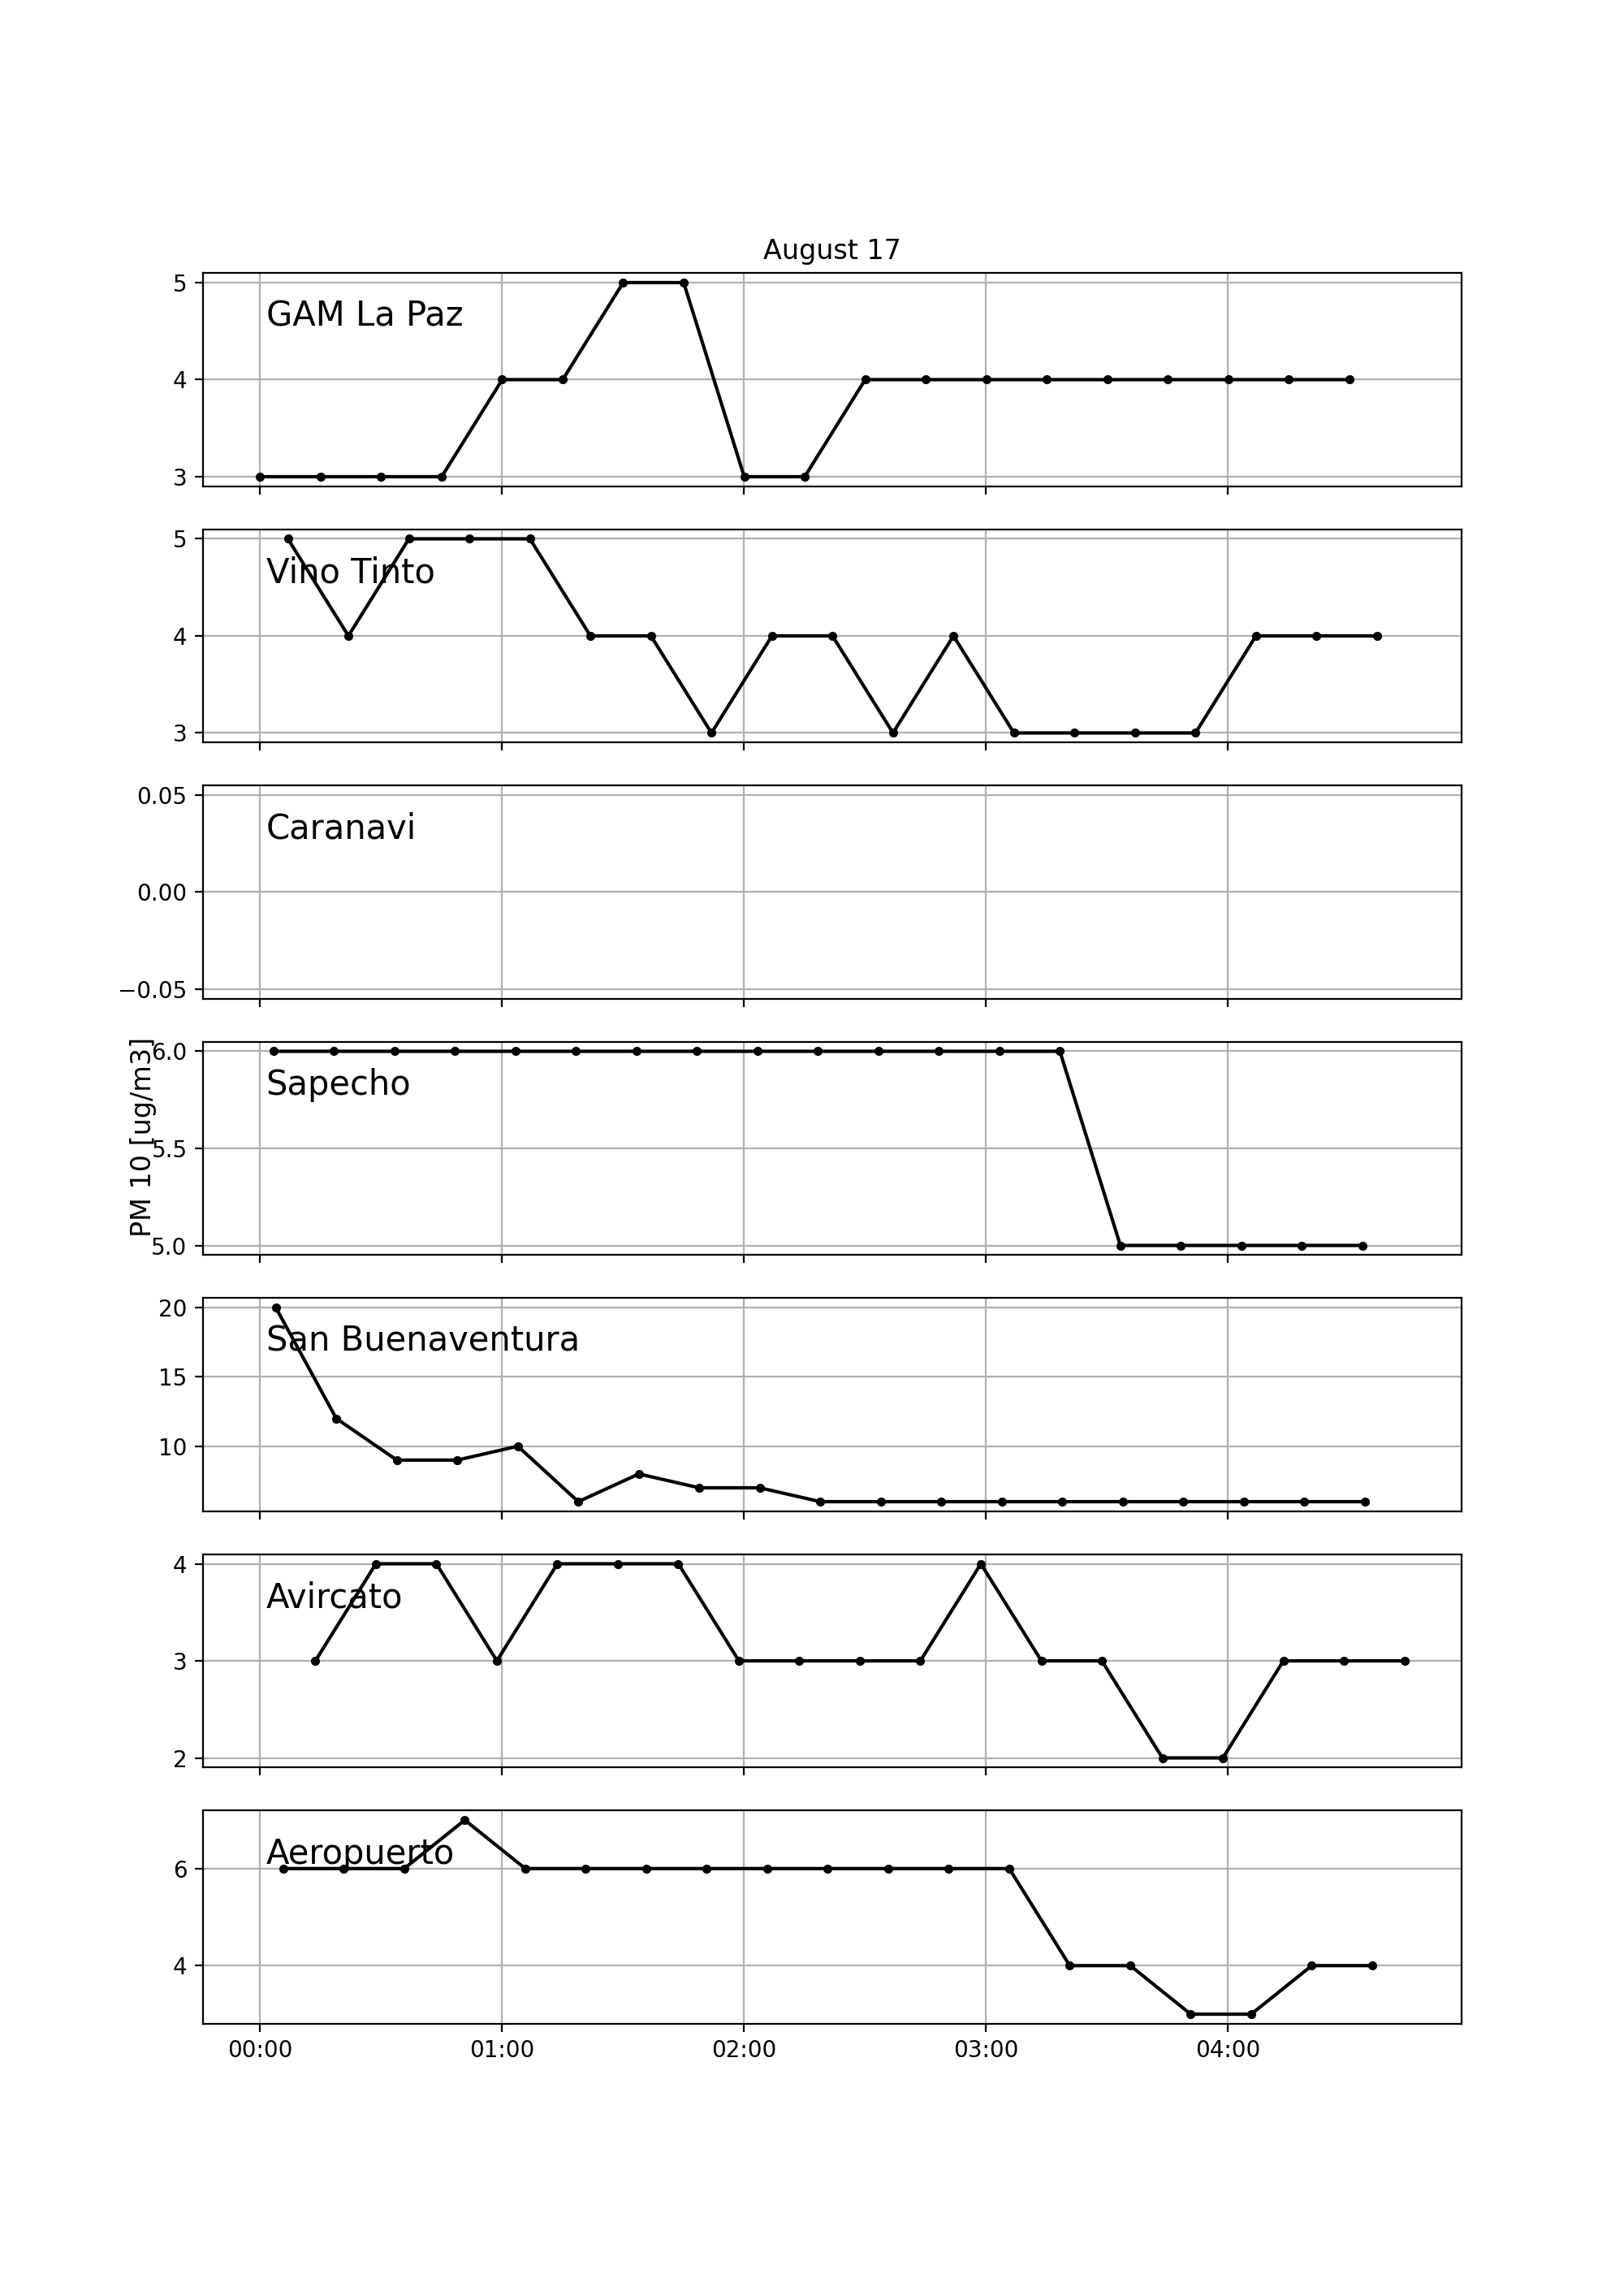 August 17
5
GAM La Paz
4
3
5
Vino Tinto
4
3
0.05
Caranavi
0.00
−0.05
PM 10 [ug/m3]
6.0
Sapecho
5.5
5.0
20
San Buenaventura
15
10
4
Avircato
3
2
Aeropuerto
6
4
00:00 01:00 02:00 03:00 04:00